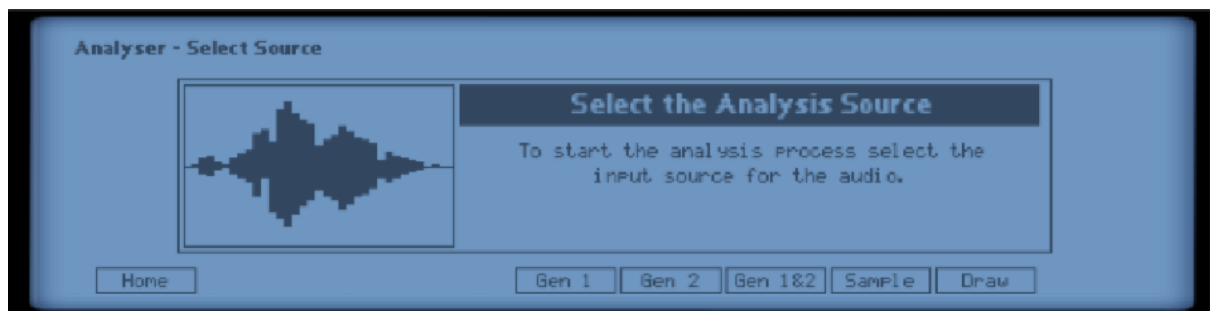 Analyser - Select Source
Select the Analysis Source
To start the analysis process select the
input source for the audio.
Home
Gen 1
Gen 2
Gen 1&2
Sample
Draw